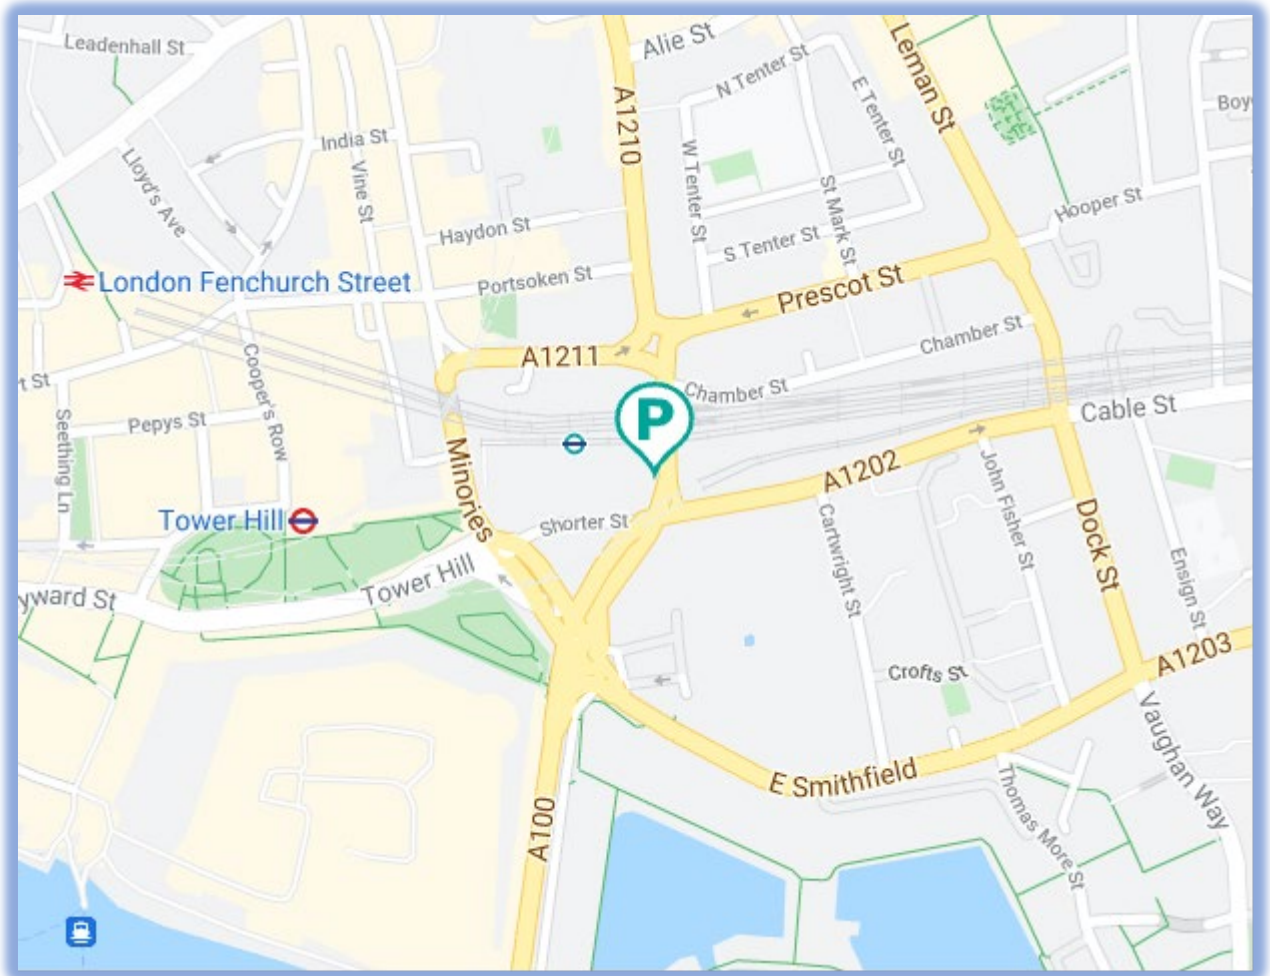 Leadenhall St
Alie St
Leman St
N Tenter St
E Tenter St
A1210
Boy
India St
Lloyd's Ave
Vine St
W Tenter St
St Mark St
Hooper St
Haydon St
S Tenter St
London Fenchurch Street
Portsoken St
Prescot St
Chamber St
A1211
t St
Cooper's Row
Chamber St
P
Cable St
Seething Ln
Pepys St
Minories
A1202
John Fisher St
Tower Hill
Shorter St
Cartwright St
Dock St
Ensign St
Tower Hill
yward St
Crofts St
A1203
Vaughan Way
E Smithfield
A100
Thomas More St